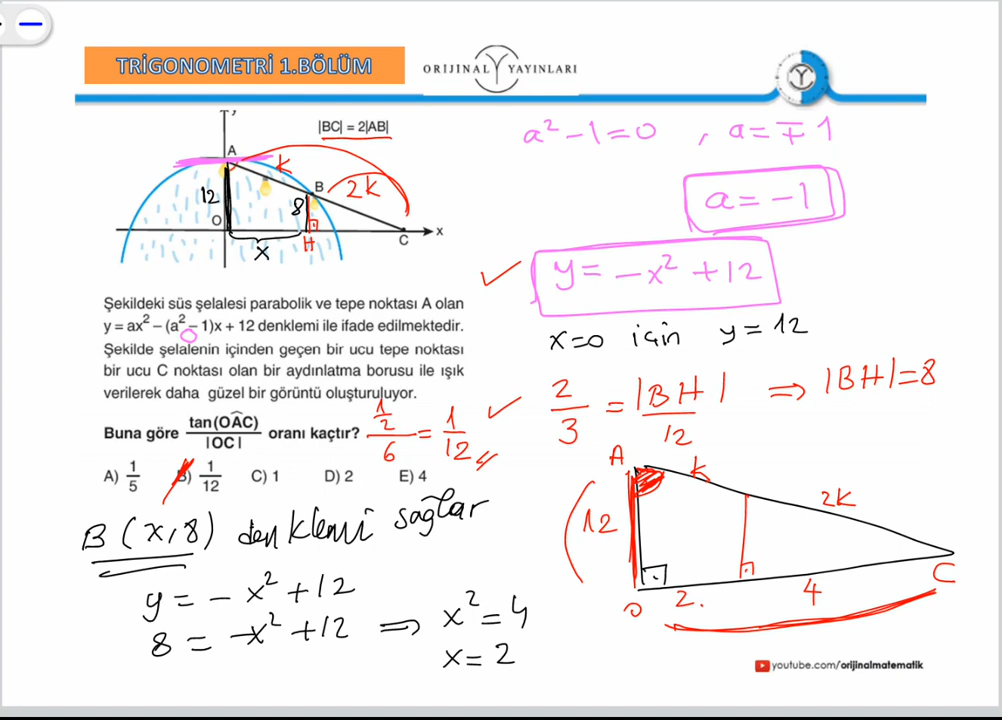 TRİGONOMETRİ 1.BÖLÜM
ORIJINAL Y YAYINLARI
|BC| = 2|AB|
A
k
B
2k
12
8
O
H
C
x
x
a² - 1 = 0 , a = ∓ 1
a = -1
y = -x² + 12
x=0 için y = 12
Şekildeki süs şelalesi parabolik ve tepe noktası A olan
y = ax² – (a² – 1)x + 12 denklemi ile ifade edilmektedir.
0
Şekilde şelalenin içinden geçen bir ucu tepe noktası
bir ucu C noktası olan bir aydınlatma borusu ile ışık
verilerek daha güzel bir görüntü oluşturuluyor.
Buna göre tan(OÂC) / |OC| oranı kaçtır?
1/2 / 6 = 1/12
A) 1/5 B) 1/12 C) 1 D) 2 E) 4
2/3 = |BH| / 12 ⇒ |BH| = 8
B (x, 8) denklemi sağlar
y = - x² + 12
8 = -x² + 12 ⇒ x² = 4
x = 2
A
k
2k
12
O
2.
4
C
youtube.com/orijinalmatematik